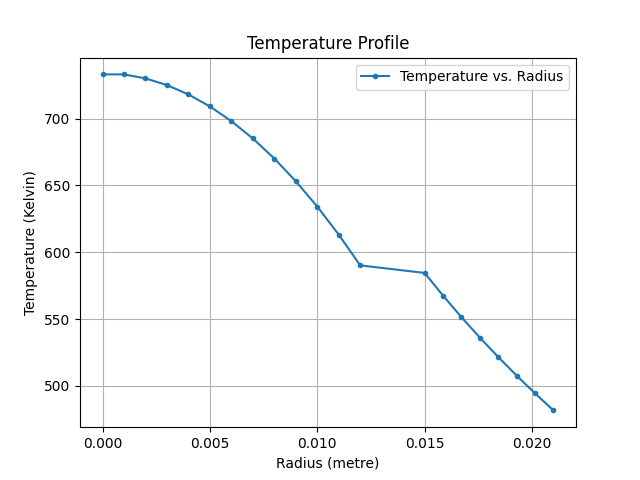 Temperature Profile
Temperature vs. Radius
Temperature (Kelvin)
700
650
600
550
500
0.000 0.005 0.010 0.015 0.020
Radius (metre)